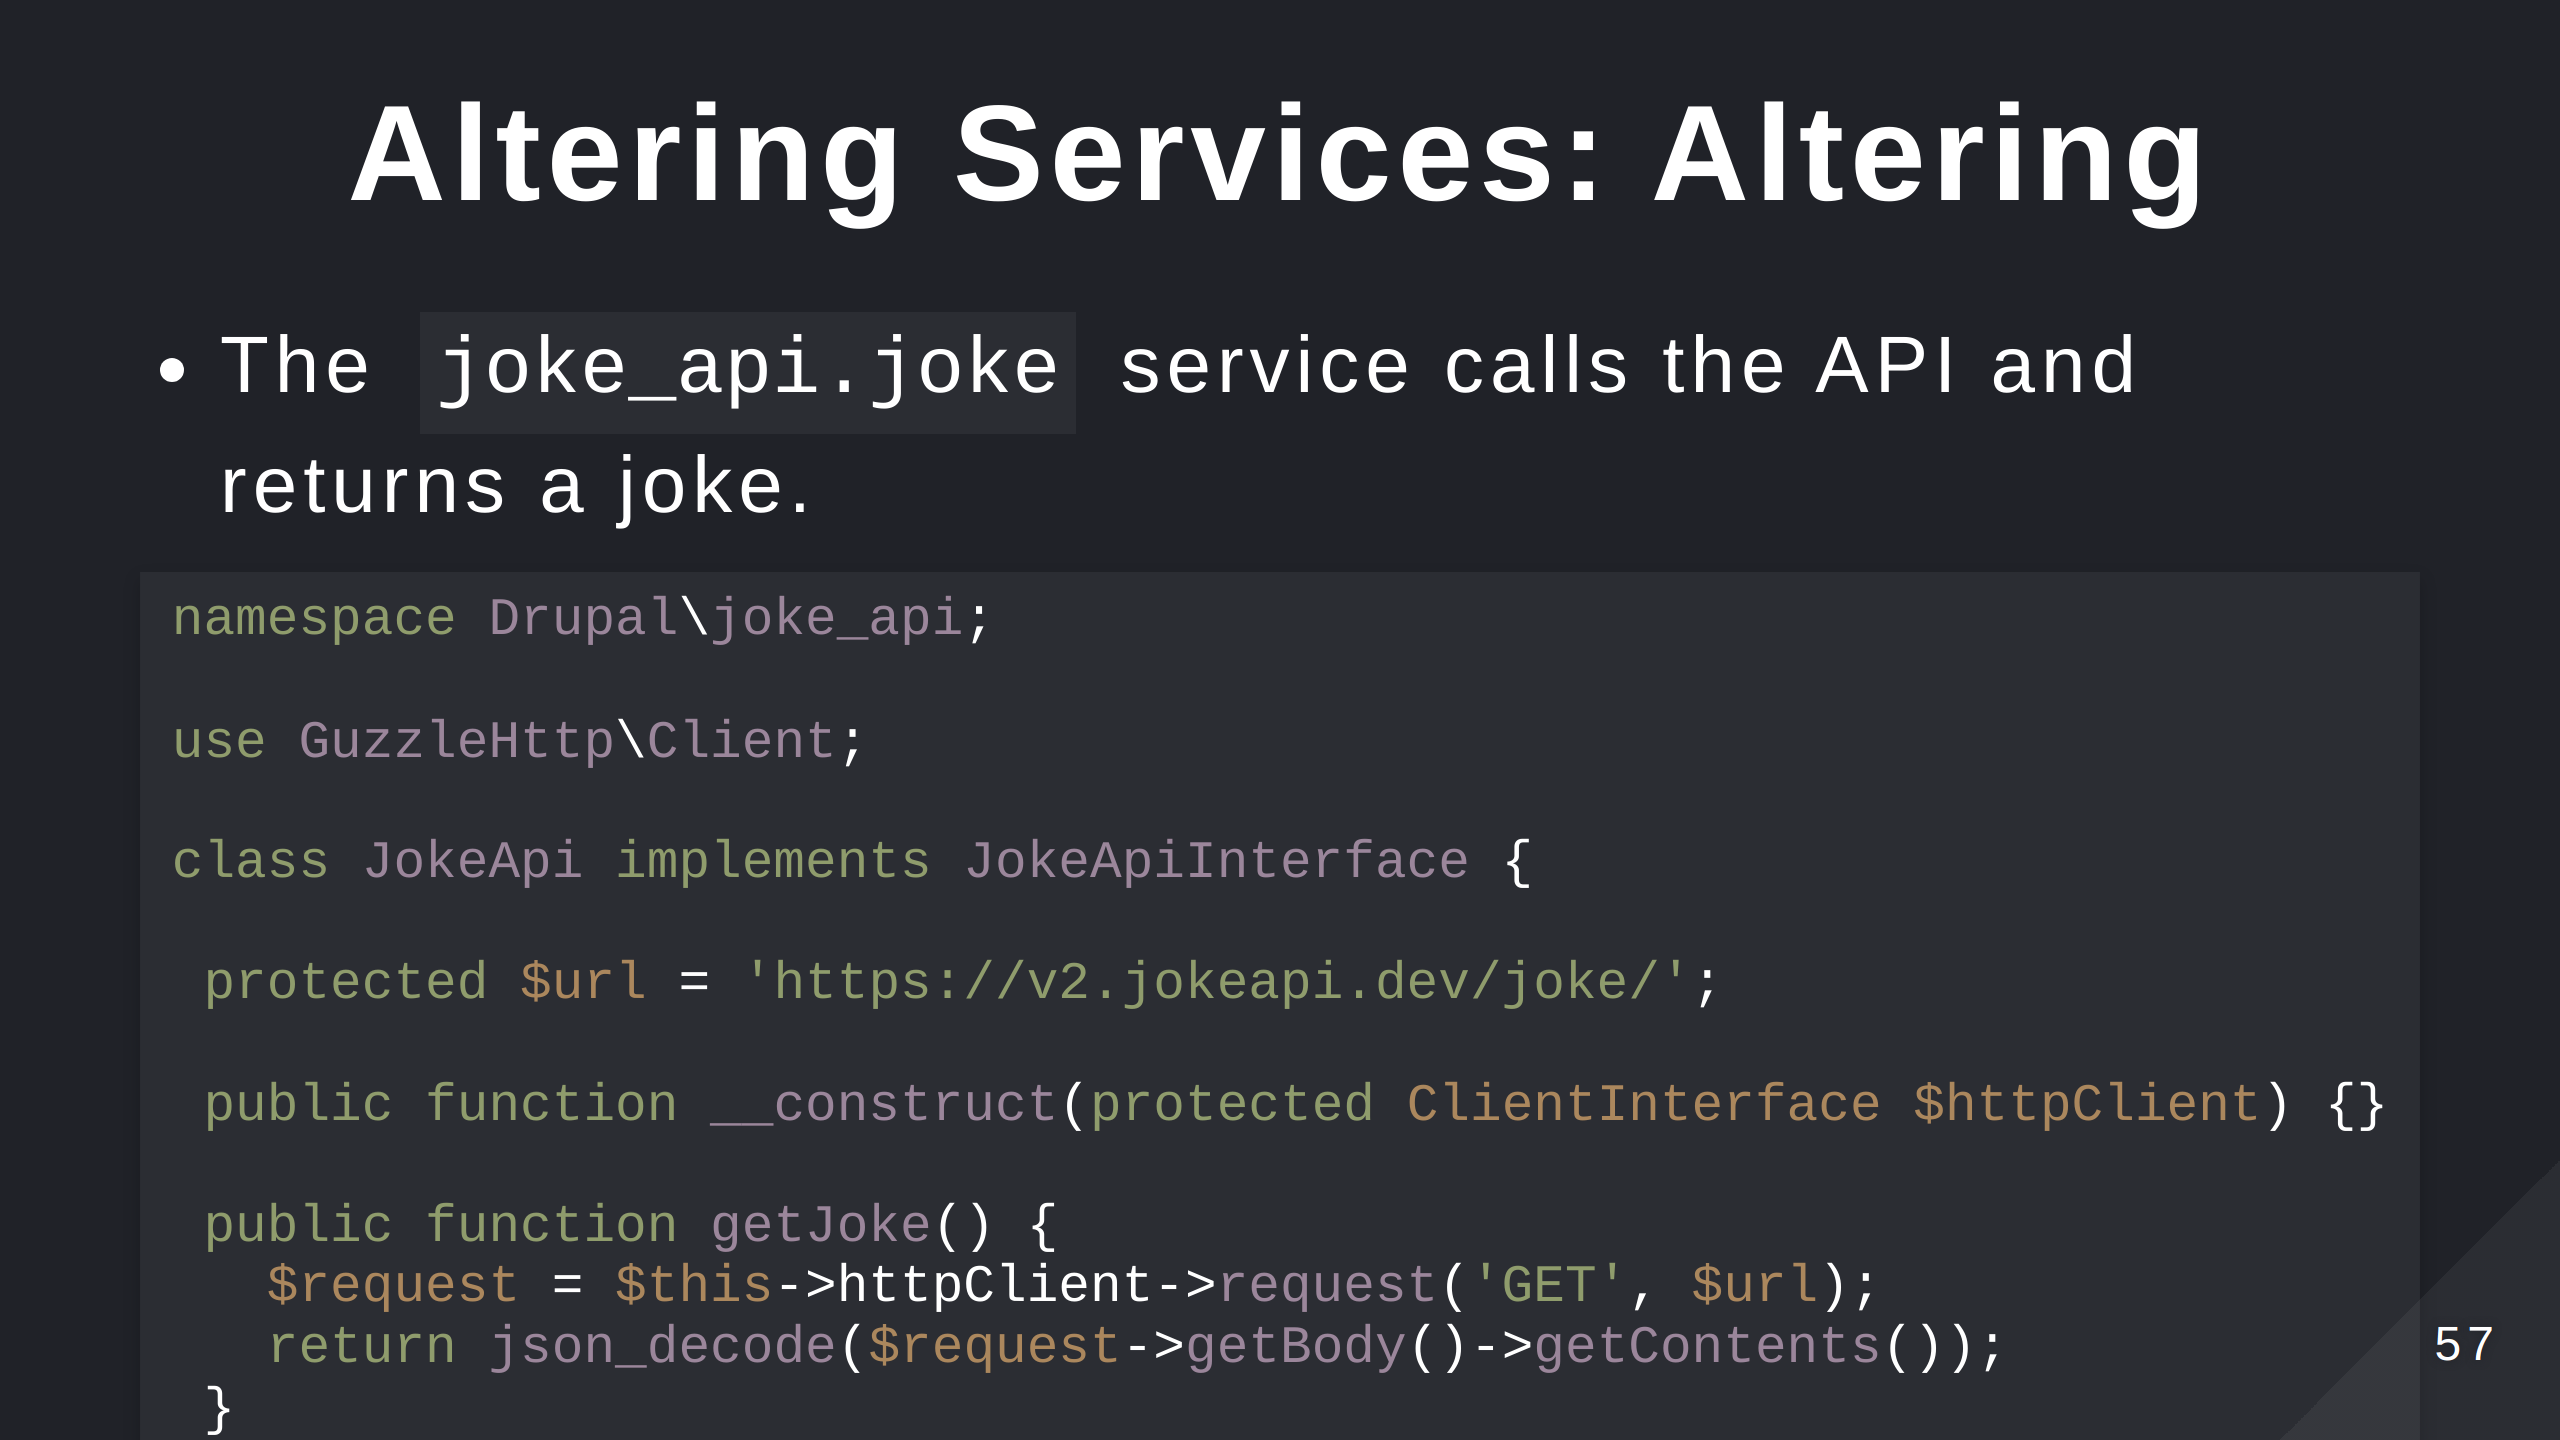 Altering Services: Altering
• The joke_api.joke service calls the API and
returns a joke.
namespace Drupal\joke_api;
use GuzzleHttp\Client;
class JokeApi implements JokeApiInterface {
protected $url = 'https://v2.jokeapi.dev/joke/';
public function __construct(protected ClientInterface $httpClient) {}
public function getJoke() {
$request = $this->httpClient->request('GET', $url);
return json_decode($request->getBody()->getContents());
}
57